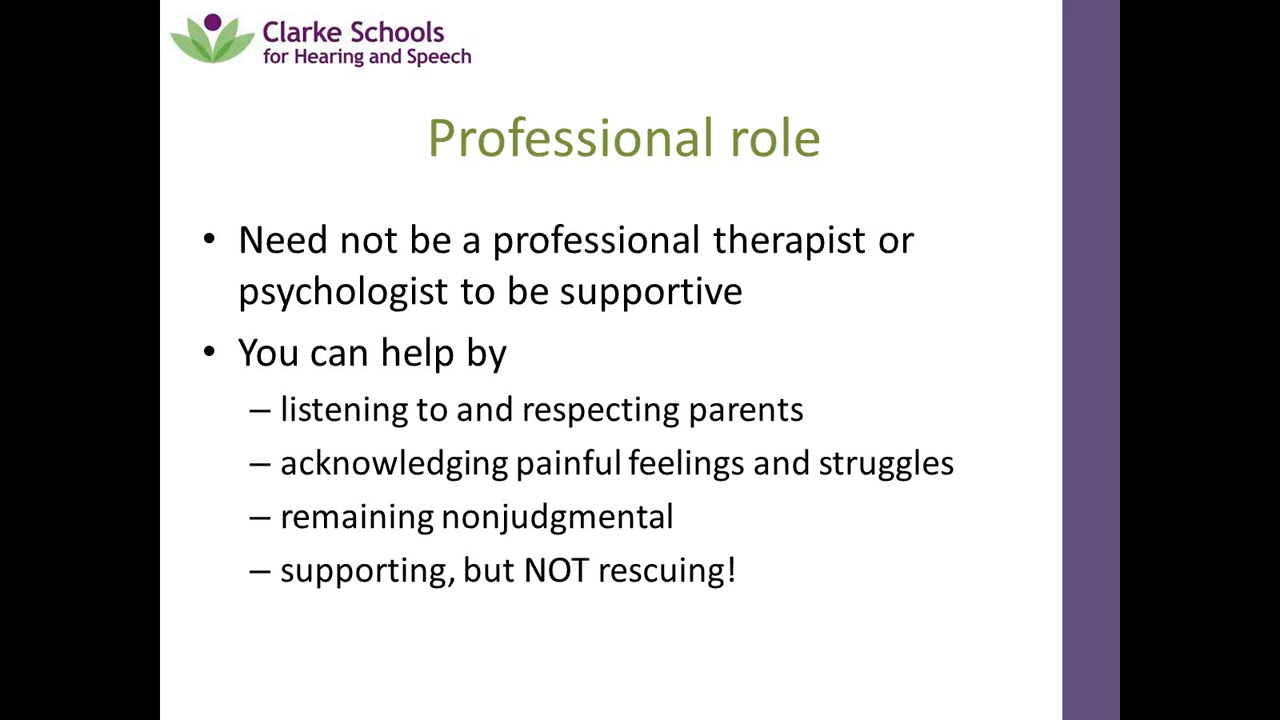 Clarke Schools
for Hearing and Speech
Professional role
• Need not be a professional therapist or
psychologist to be supportive
• You can help by
– listening to and respecting parents
– acknowledging painful feelings and struggles
– remaining nonjudgmental
– supporting, but NOT rescuing!